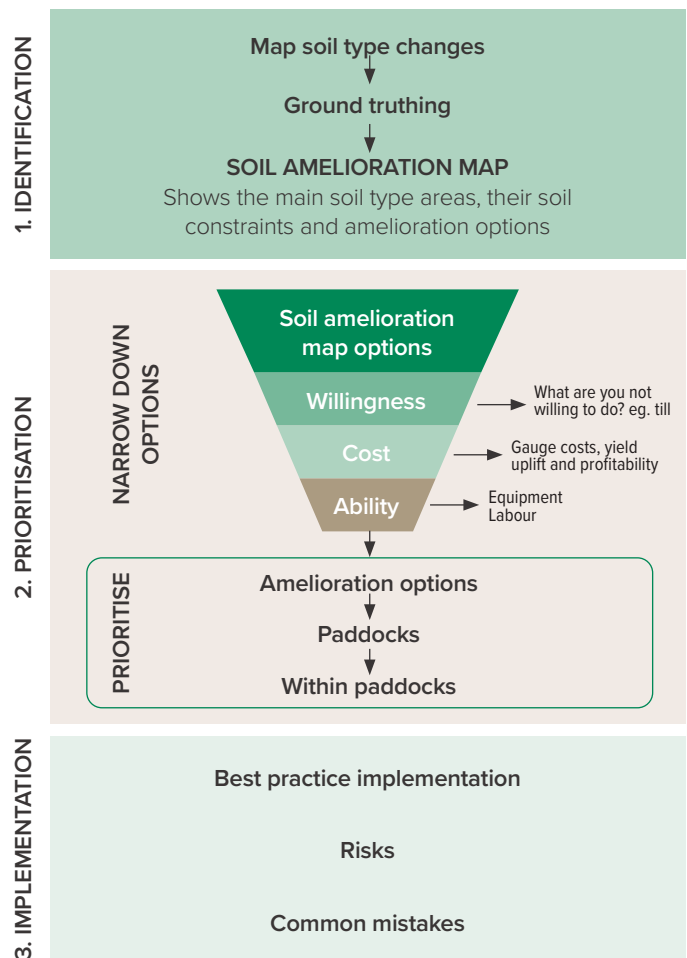 1. IDENTIFICATION
Map soil type changes
Ground truthing
SOIL AMELIORATION MAP
Shows the main soil type areas, their soil
constraints and amelioration options
2. PRIORITISATION
NARROW DOWN
OPTIONS
Soil amelioration
map options
Willingness
What are you not
willing to do? eg. till
Cost
Gauge costs, yield
uplift and profitability
Ability
Equipment
Labour
PRIORITISE
Amelioration options
Paddocks
Within paddocks
3. IMPLEMENTATION
Best practice implementation
Risks
Common mistakes